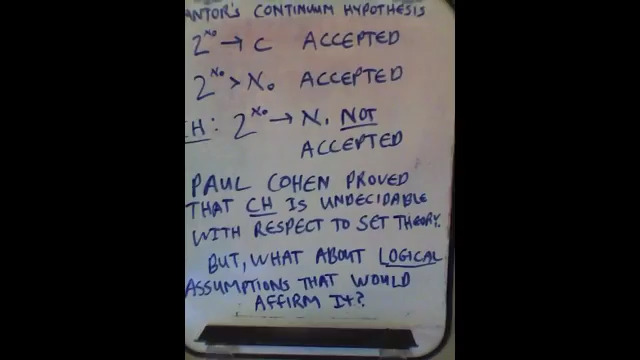 ANTOR'S CONTINUUM HYPOTHESIS
2^ℵ₀ → C ACCEPTED
2^ℵ₀ > ℵ₀ ACCEPTED
CH: 2^ℵ₀ → ℵ₁ NOT
ACCEPTED
PAUL COHEN PROVED
THAT CH IS UNDECIDABLE
WITH RESPECT TO SET THEORY.
BUT, WHAT ABOUT LOGICAL
ASSUMPTIONS THAT WOULD
AFFIRM IT?